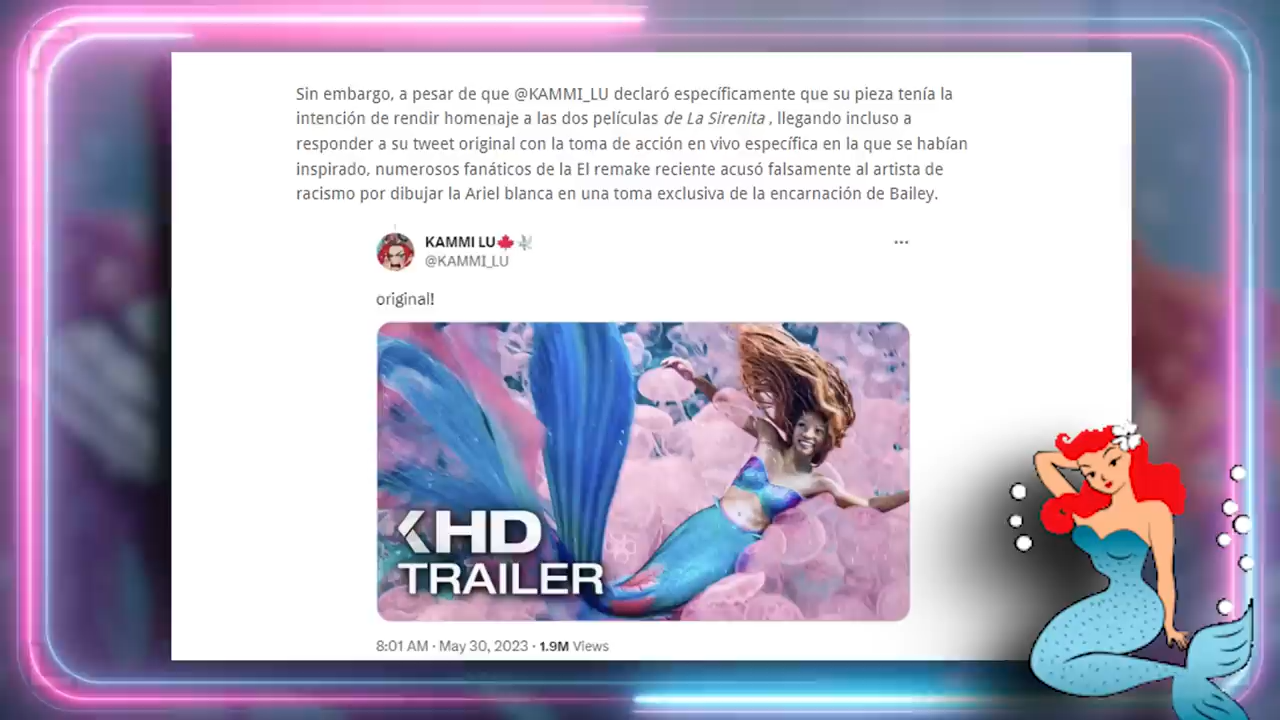 Sin embargo, a pesar de que @KAMMI_LU declaró específicamente que su pieza tenía la
intención de rendir homenaje a las dos películas de La Sirenita , llegando incluso a
responder a su tweet original con la toma de acción en vivo específica en la que se habían
inspirado, numerosos fanáticos de la El remake reciente acusó falsamente al artista de
racismo por dibujar la Ariel blanca en una toma exclusiva de la encarnación de Bailey.
KAMMI LU
@KAMMI_LU
original!
KHD
TRAILER
8:01 AM · May 30, 2023 · 1.9M Views